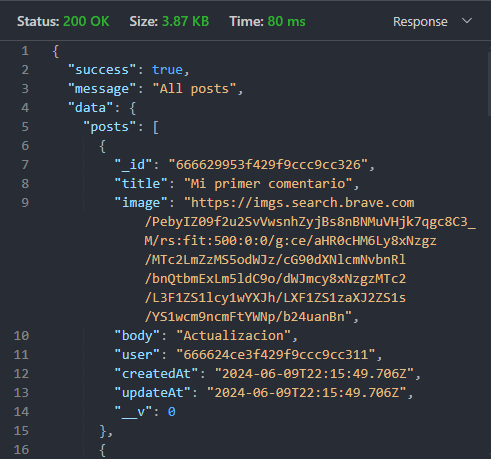 Status: 200 OK Size: 3.87 KB Time: 80 ms Response
1 {
2 "success": true,
3 "message": "All posts",
4 "data": {
5 "posts": [
6 {
7 "_id": "666629953f429f9ccc9cc326",
8 "title": "Mi primer comentario",
9 "image": "https://imgs.search.brave.com
/PebyIZ09f2u2SvVwsnhZyjBs8nBNMuVHjk7qgc8C3_
M/rs:fit:500:0:0/g:ce/aHR0cHM6Ly8xNzgz
/MTc2LmZzMS5odWJz/cG90dXNlcmNvbnRl
/bnQtbmExLm5ldC9o/dWJmcy8xNzgzMTc2
/L3F1ZS1lcy1wYXJh/LXF1ZS1zaXJ2ZS1s
/YS1wcm9ncmFtYWNp/b24uanBn",
10 "body": "Actualizacion",
11 "user": "666624ce3f429f9ccc9cc311",
12 "createdAt": "2024-06-09T22:15:49.706Z",
13 "updateAt": "2024-06-09T22:15:49.706Z",
14 "__v": 0
15 },
16 {